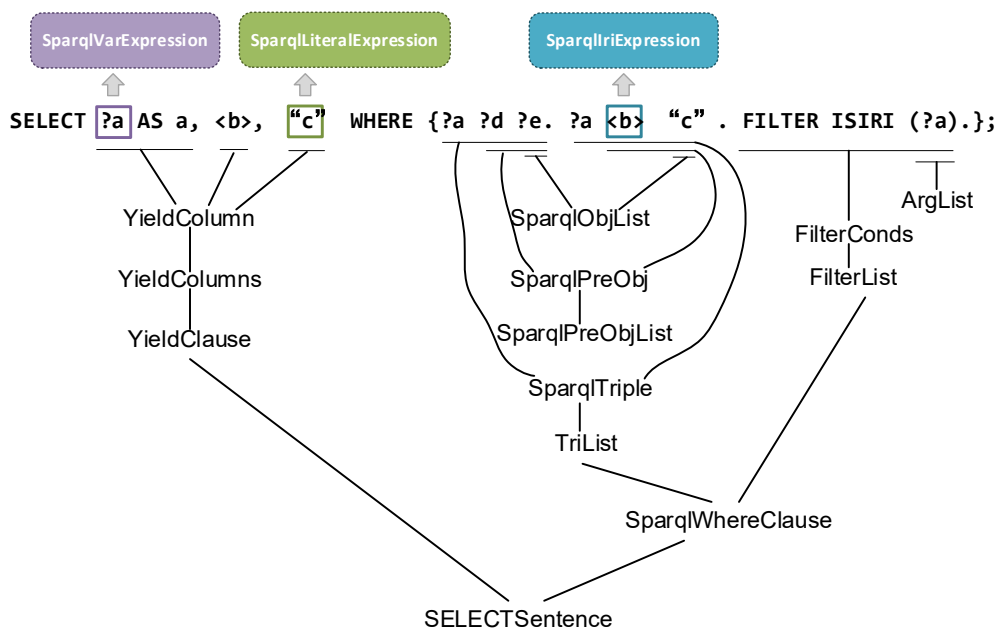 SparqlVarExpression SparqlLiteralExpression SparqlIriExpression
SELECT ?a AS a, <b>, “c” WHERE {?a ?d ?e. ?a <b> “c” . FILTER ISIRI (?a).};
ArgList
YieldColumn SparqlObjList
FilterConds
YieldColumns SparqlPreObj FilterList
SparqlPreObjList
YieldClause
SparqlTriple
TriList
SparqlWhereClause
SELECTSentence